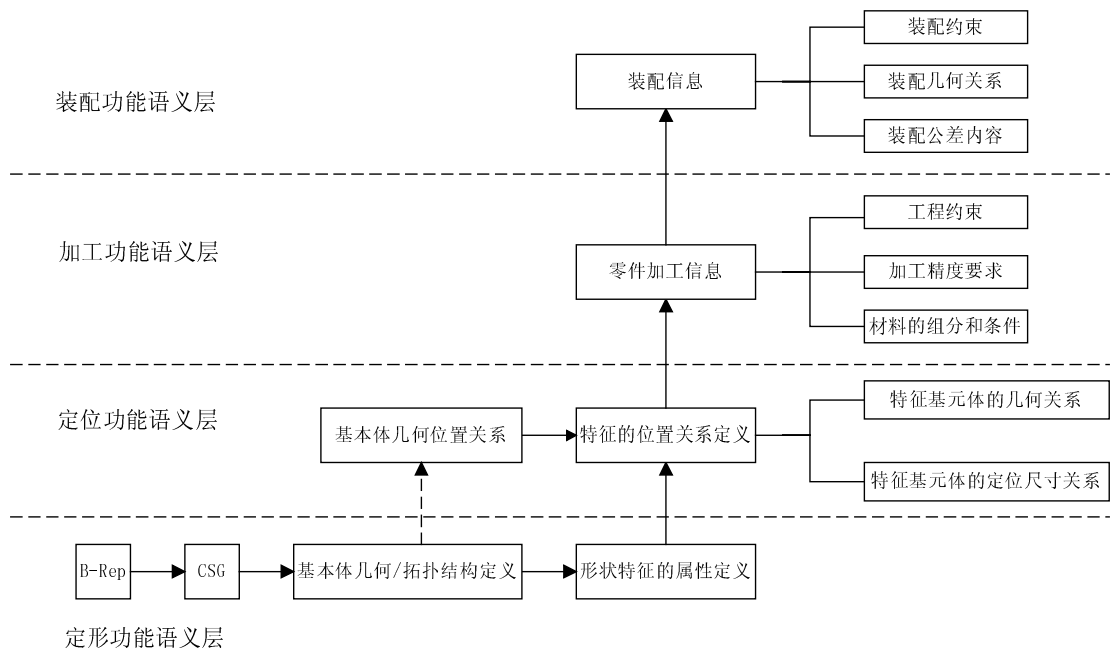 装配约束
装配信息
装配几何关系
装配功能语义层
装配公差内容
工程约束
加工功能语义层
零件加工信息
加工精度要求
材料的组分和条件
特征基元体的几何关系
定位功能语义层
基本体几何位置关系
特征的位置关系定义
特征基元体的定位尺寸关系
B-Rep
CSG
基本体几何/拓扑结构定义
形状特征的属性定义
定形功能语义层